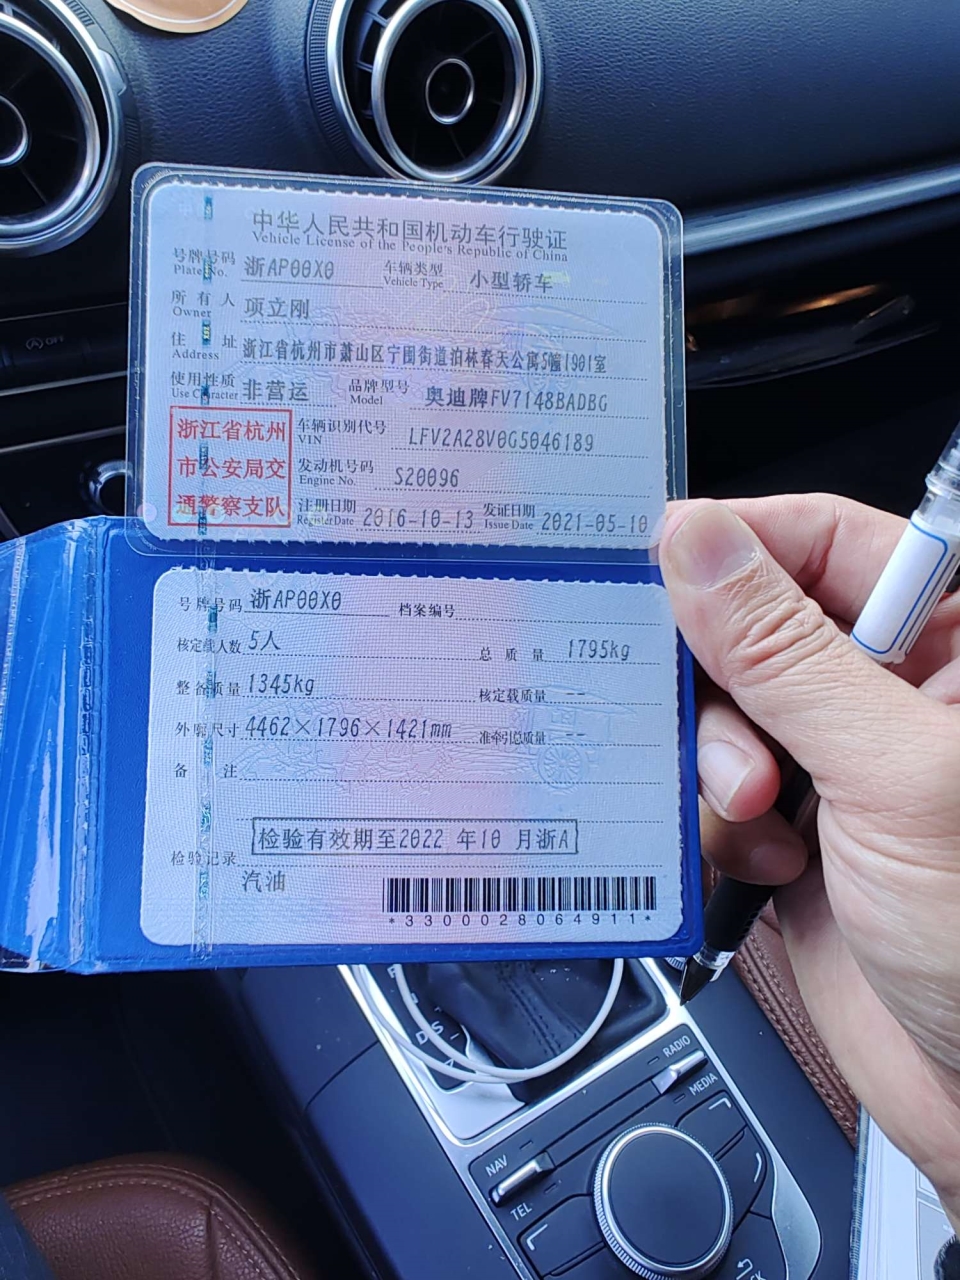 中华人民共和国机动车行驶证
Vehicle License of the People's Republic of China
号牌号码 浙AP00X0 车辆类型 小型轿车
Plate No. Vehicle Type
所有人 项立刚
Owner
住址 浙江省杭州市萧山区宁围街道泊林春天公寓5幢1901室
Address
使用性质 非营运 品牌型号 奥迪牌FV7148BADBG
Use Character Model
浙江省杭州
市公安局交
通警察支队
车辆识别代号 LFV2A28V0G5046189
VIN
发动机号码 S20096
Engine No.
注册日期 2016-10-13 发证日期 2021-05-10
Register Date Issue Date
号牌号码 浙AP00X0 档案编号
核定载人数 5人 总质量 1795kg
整备质量 1345kg 核定载质量 --
外廓尺寸 4462×1796×1421mm 准牵引总质量 --
备注
检验有效期至2022 年10 月浙A
检验记录
汽油
*3300028064911*
OFF
D/S
RADIO
MEDIA
NAV
TEL